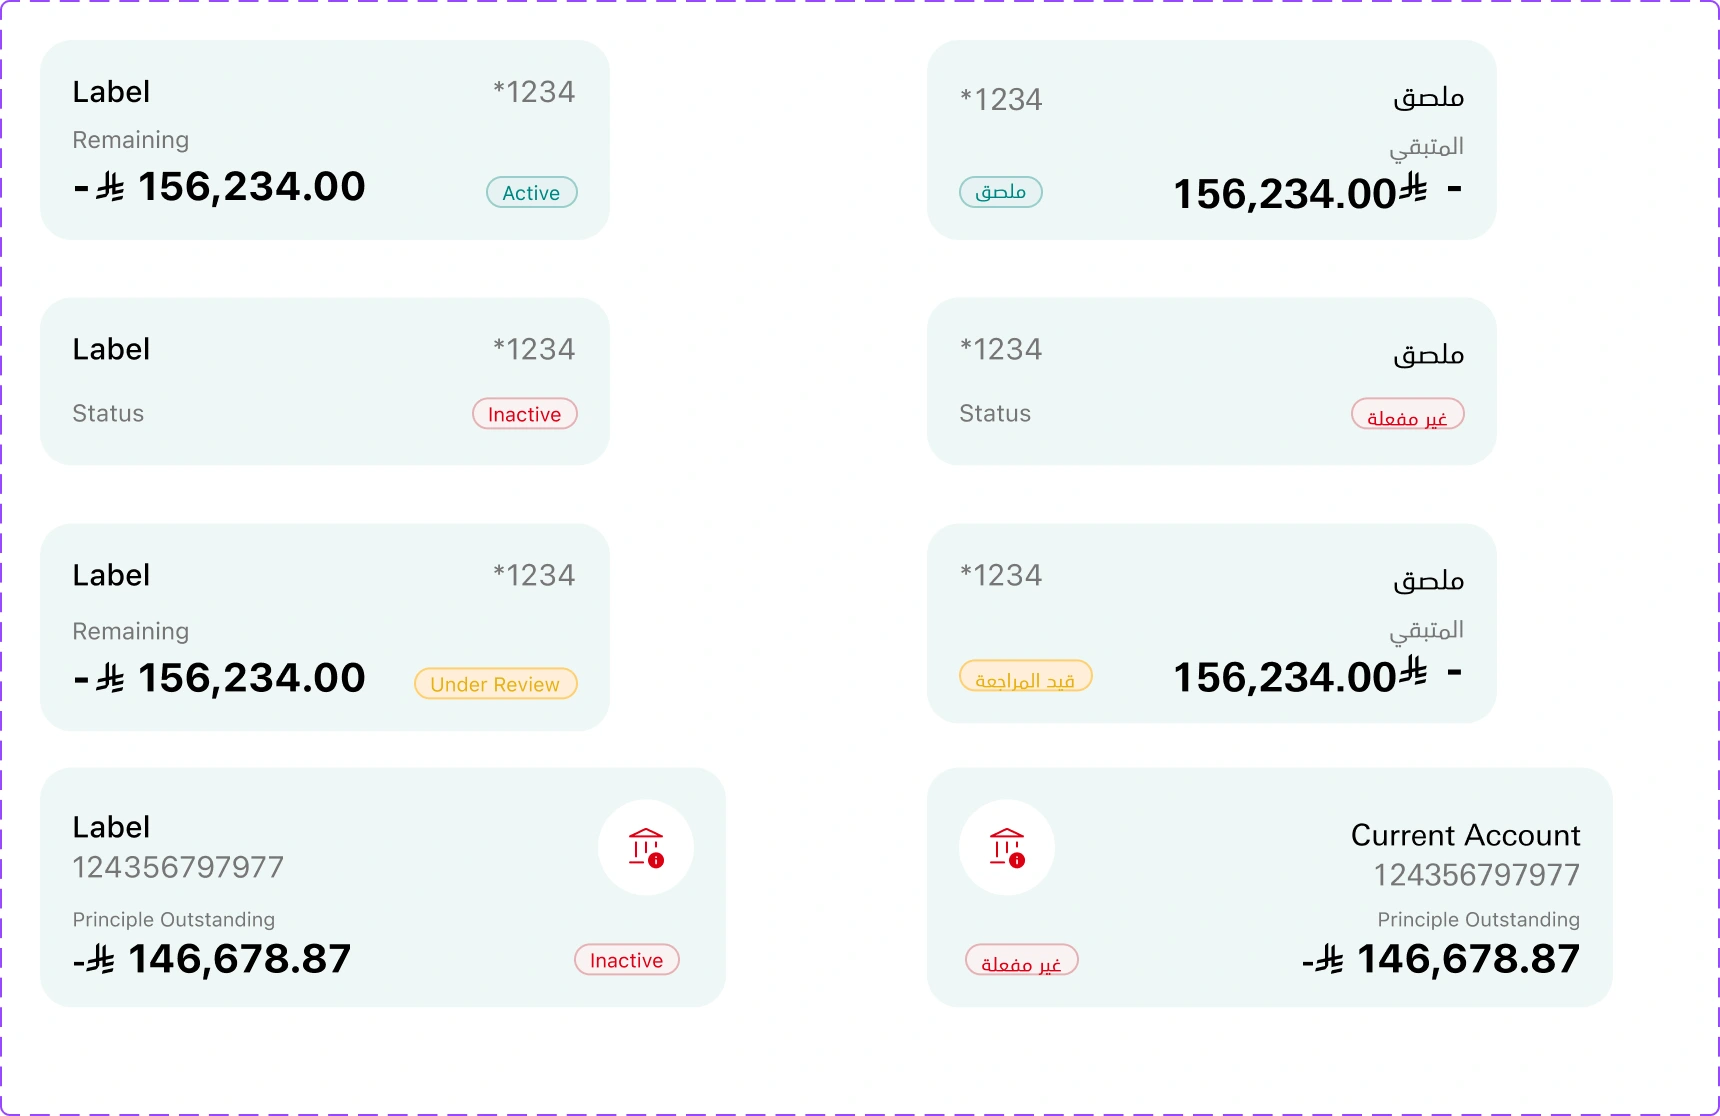 Label *1234
Remaining
-⃁ 156,234.00 Active
ملصق *1234
المتبقي
156,234.00⃁ - ملصق
Label *1234
Status Inactive
ملصق *1234
Status غير مفعلة
Label *1234
Remaining
-⃁ 156,234.00 Under Review
ملصق *1234
المتبقي
156,234.00⃁ - قيد المراجعة
Label
124356797977
Principle Outstanding
-⃁ 146,678.87 Inactive
Current Account
124356797977
Principle Outstanding
-⃁ 146,678.87 غير مفعلة